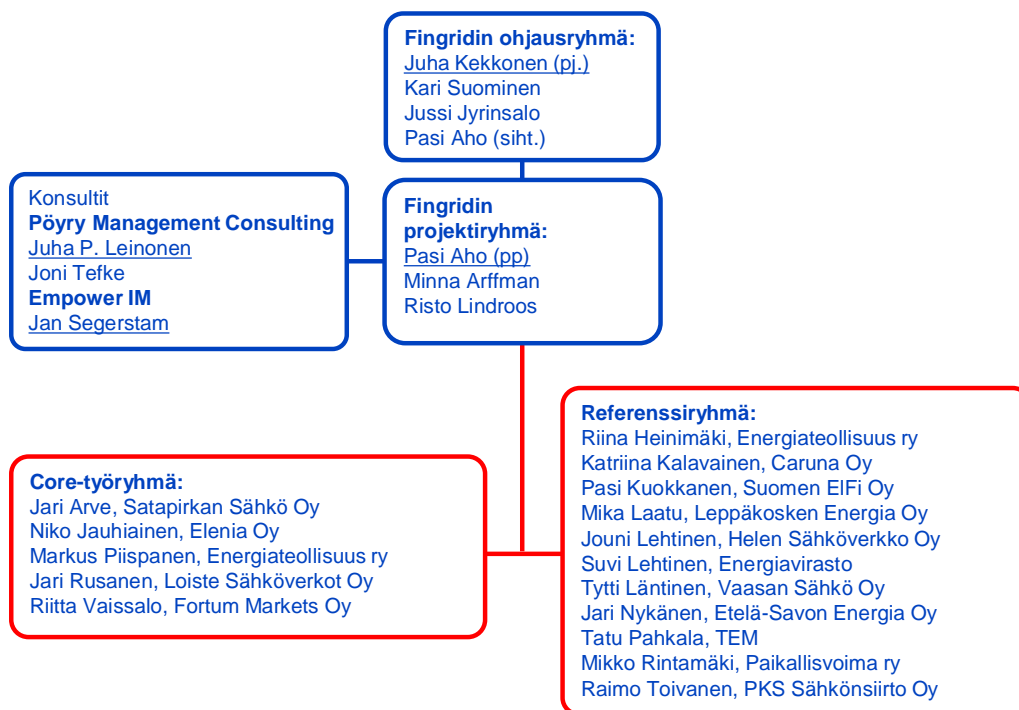 Fingridin ohjausryhmä:
Juha Kekkonen (pj.)
Kari Suominen
Jussi Jyrinsalo
Pasi Aho (siht.)
Konsultit
Pöyry Management Consulting
Juha P. Leinonen
Joni Tefke
Empower IM
Jan Segerstam
Fingridin
projektiryhmä:
Pasi Aho (pp)
Minna Arffman
Risto Lindroos
Core-työryhmä:
Jari Arve, Satapirkan Sähkö Oy
Niko Jauhiainen, Elenia Oy
Markus Piispanen, Energiateollisuus ry
Jari Rusanen, Loiste Sähköverkot Oy
Riitta Vaissalo, Fortum Markets Oy
Referenssiryhmä:
Riina Heinimäki, Energiateollisuus ry
Katriina Kalavainen, Caruna Oy
Pasi Kuokkanen, Suomen ElFi Oy
Mika Laatu, Leppäkosken Energia Oy
Jouni Lehtinen, Helen Sähköverkko Oy
Suvi Lehtinen, Energiavirasto
Tytti Läntinen, Vaasan Sähkö Oy
Jari Nykänen, Etelä-Savon Energia Oy
Tatu Pahkala, TEM
Mikko Rintamäki, Paikallisvoima ry
Raimo Toivanen, PKS Sähkönsiirto Oy